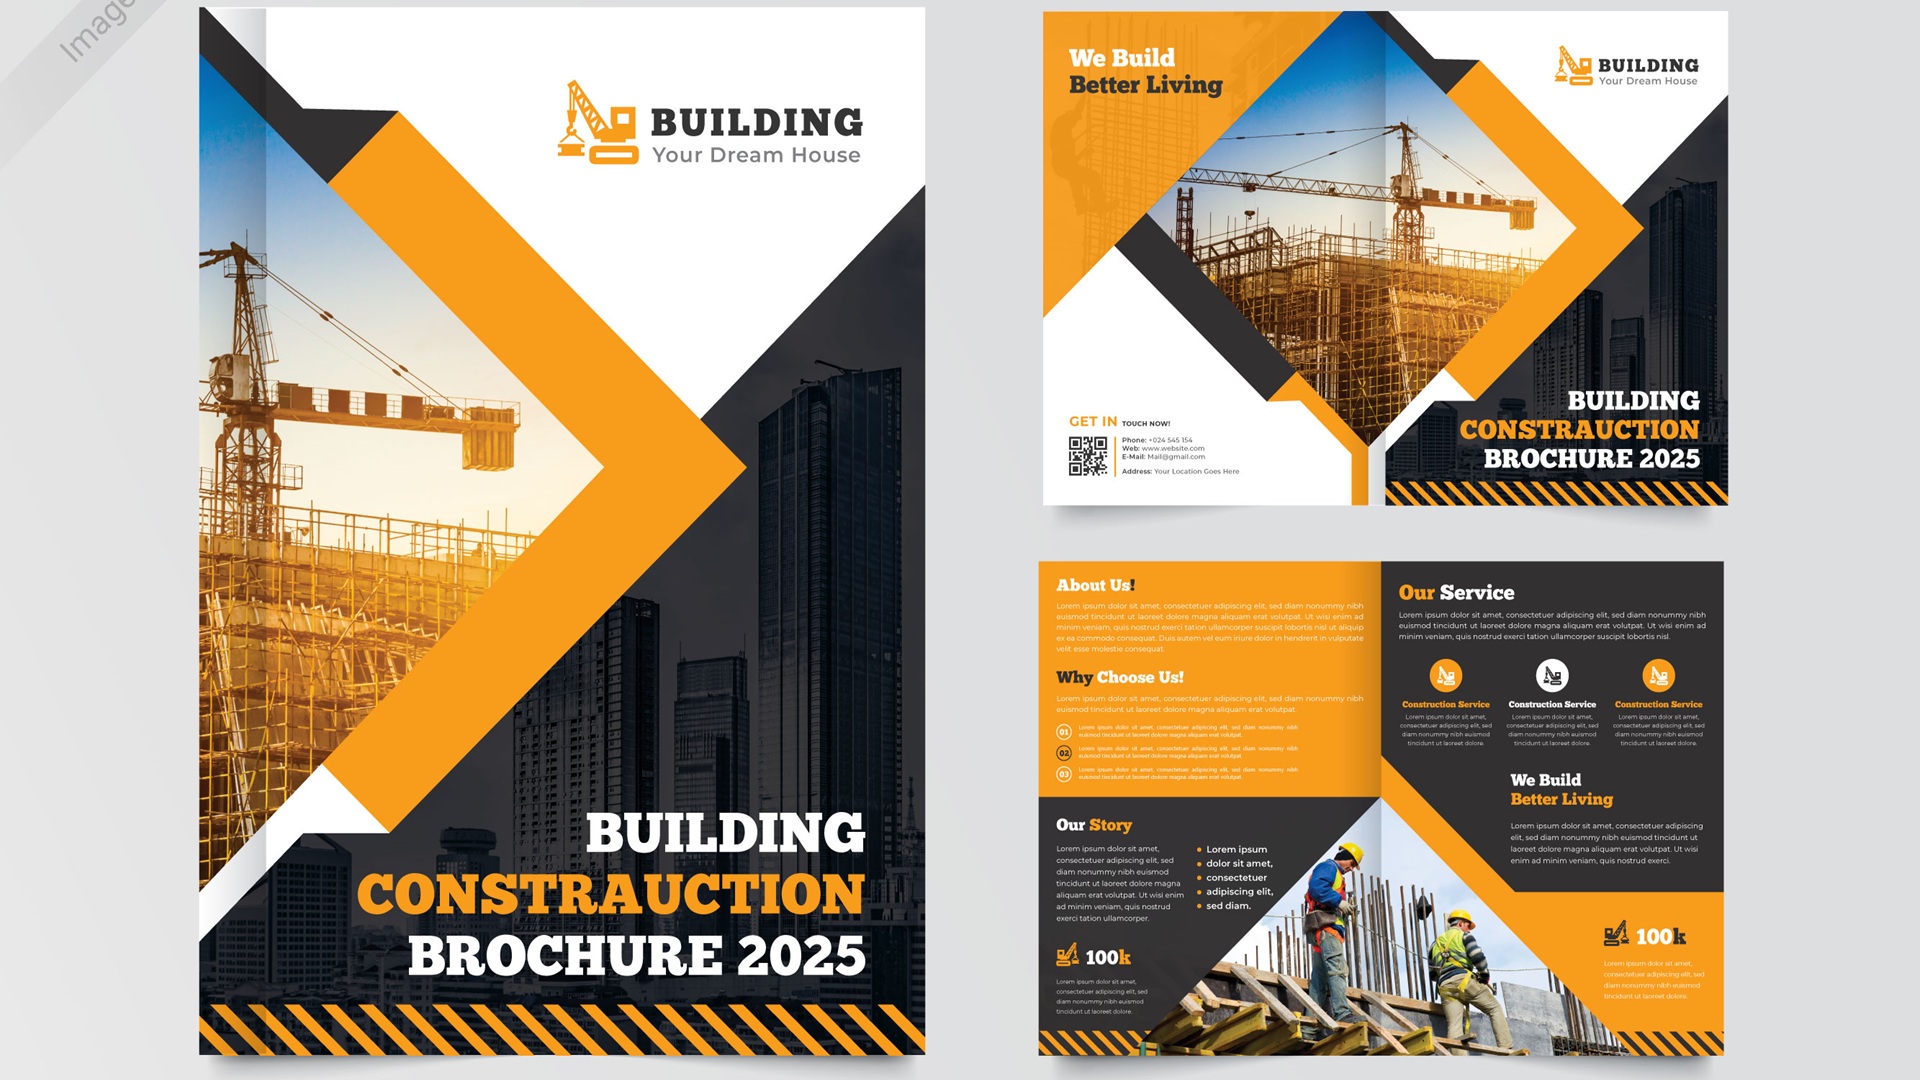 Image
BUILDING
Your Dream House
BUILDING
CONSTRAUCTION
BROCHURE 2025
We Build
Better Living
BUILDING
Your Dream House
GET IN TOUCH NOW!
Phone: +024 545 154
Web: www.website.com
E-Mail: Mail@gmail.com
Address: Your Location Goes Here
BUILDING
CONSTRAUCTION
BROCHURE 2025
About Us!
Lorem ipsum dolor sit amet, consectetuer adipiscing elit, sed diam nonummy nibh
euismod tincidunt ut laoreet dolore magna aliquam erat volutpat. Ut wisi enim ad
minim veniam, quis nostrud exerci tation ullamcorper suscipit lobortis nisl ut aliquip
ex ea commodo consequat. Duis autem vel eum iriure dolor in hendrerit in vulputate
velit esse molestie consequat.
Why Choose Us!
Lorem ipsum dolor sit amet, consectetuer adipiscing elit, sed diam nonummy nibh
euismod tincidunt ut laoreet dolore magna aliquam erat volutpat.
01 Lorem ipsum dolor sit amet, consectetuer adipiscing elit, sed diam nonummy nibh
euismod tincidunt ut laoreet dolore magna aliquam erat volutpat.
02 Lorem ipsum dolor sit amet, consectetuer adipiscing elit, sed diam nonummy nibh
euismod tincidunt ut laoreet dolore magna aliquam erat volutpat
03 Lorem ipsum dolor sit amet, consectetuer adipiscing elit, sed diam nonummy nibh
euismod tincidunt ut laoreet dolore magna aliquam erat volutpat.
Our Story
Lorem ipsum dolor sit amet,
consectetuer adipiscing elit, sed
diam nonummy nibh euismod
tincidunt ut laoreet dolore magna
aliquam erat volutpat. Ut wisi enim
ad minim veniam, quis nostrud
exerci tation ullamcorper.
• Lorem ipsum
• dolor sit amet,
• consectetuer
• adipiscing elit,
• sed diam.
100k
Lorem ipsum dolor sit amet,
consectetuer adipiscing elit, sed
diam nonummy nibh euismod
tincidunt ut laoreet dolore.
Our Service
Lorem ipsum dolor sit amet, consectetuer adipiscing elit, sed diam nonummy nibh
euismod tincidunt ut laoreet dolore magna aliquam erat volutpat. Ut wisi enim ad
minim veniam, quis nostrud exerci tation ullamcorper suscipit lobortis nisl.
Construction Service
Lorem ipsum dolor sit amet,
consectetuer adipiscing elit, sed
diam nonummy nibh euismod
tincidunt ut laoreet dolore.
Construction Service
Lorem ipsum dolor sit amet,
consectetuer adipiscing elit, sed
diam nonummy nibh euismod
tincidunt ut laoreet dolore.
Construction Service
Lorem ipsum dolor sit amet,
consectetuer adipiscing elit, sed
diam nonummy nibh euismod
tincidunt ut laoreet dolore.
We Build
Better Living
Lorem ipsum dolor sit amet, consectetuer
adipiscing elit, sed diam nonummy nibh
euismod tincidunt ut laoreet dolore
magna aliquam erat volutpat. Ut wisi
enim ad minim veniam, quis nostrud exerci.
100k
Lorem ipsum dolor sit amet,
consectetuer adipiscing elit, sed
diam nonummy nibh euismod
tincidunt ut laoreet dolore.